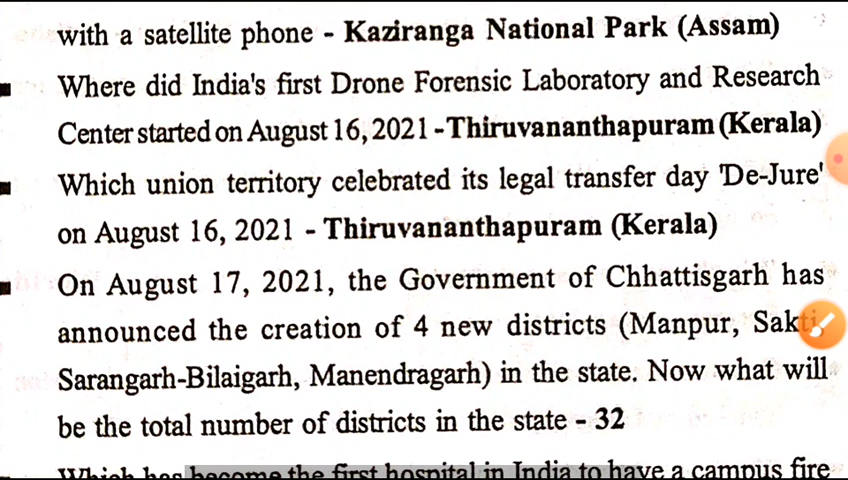 with a satellite phone - Kaziranga National Park (Assam)
Where did India's first Drone Forensic Laboratory and Research
Center started on August 16, 2021 - Thiruvananthapuram (Kerala)
Which union territory celebrated its legal transfer day 'De-Jure'
on August 16, 2021 - Thiruvananthapuram (Kerala)
On August 17, 2021, the Government of Chhattisgarh has
announced the creation of 4 new districts (Manpur, Sakti,
Sarangarh-Bilaigarh, Manendragarh) in the state. Now what will
be the total number of districts in the state - 32
Which has become the first hospital in India to have a campus fire